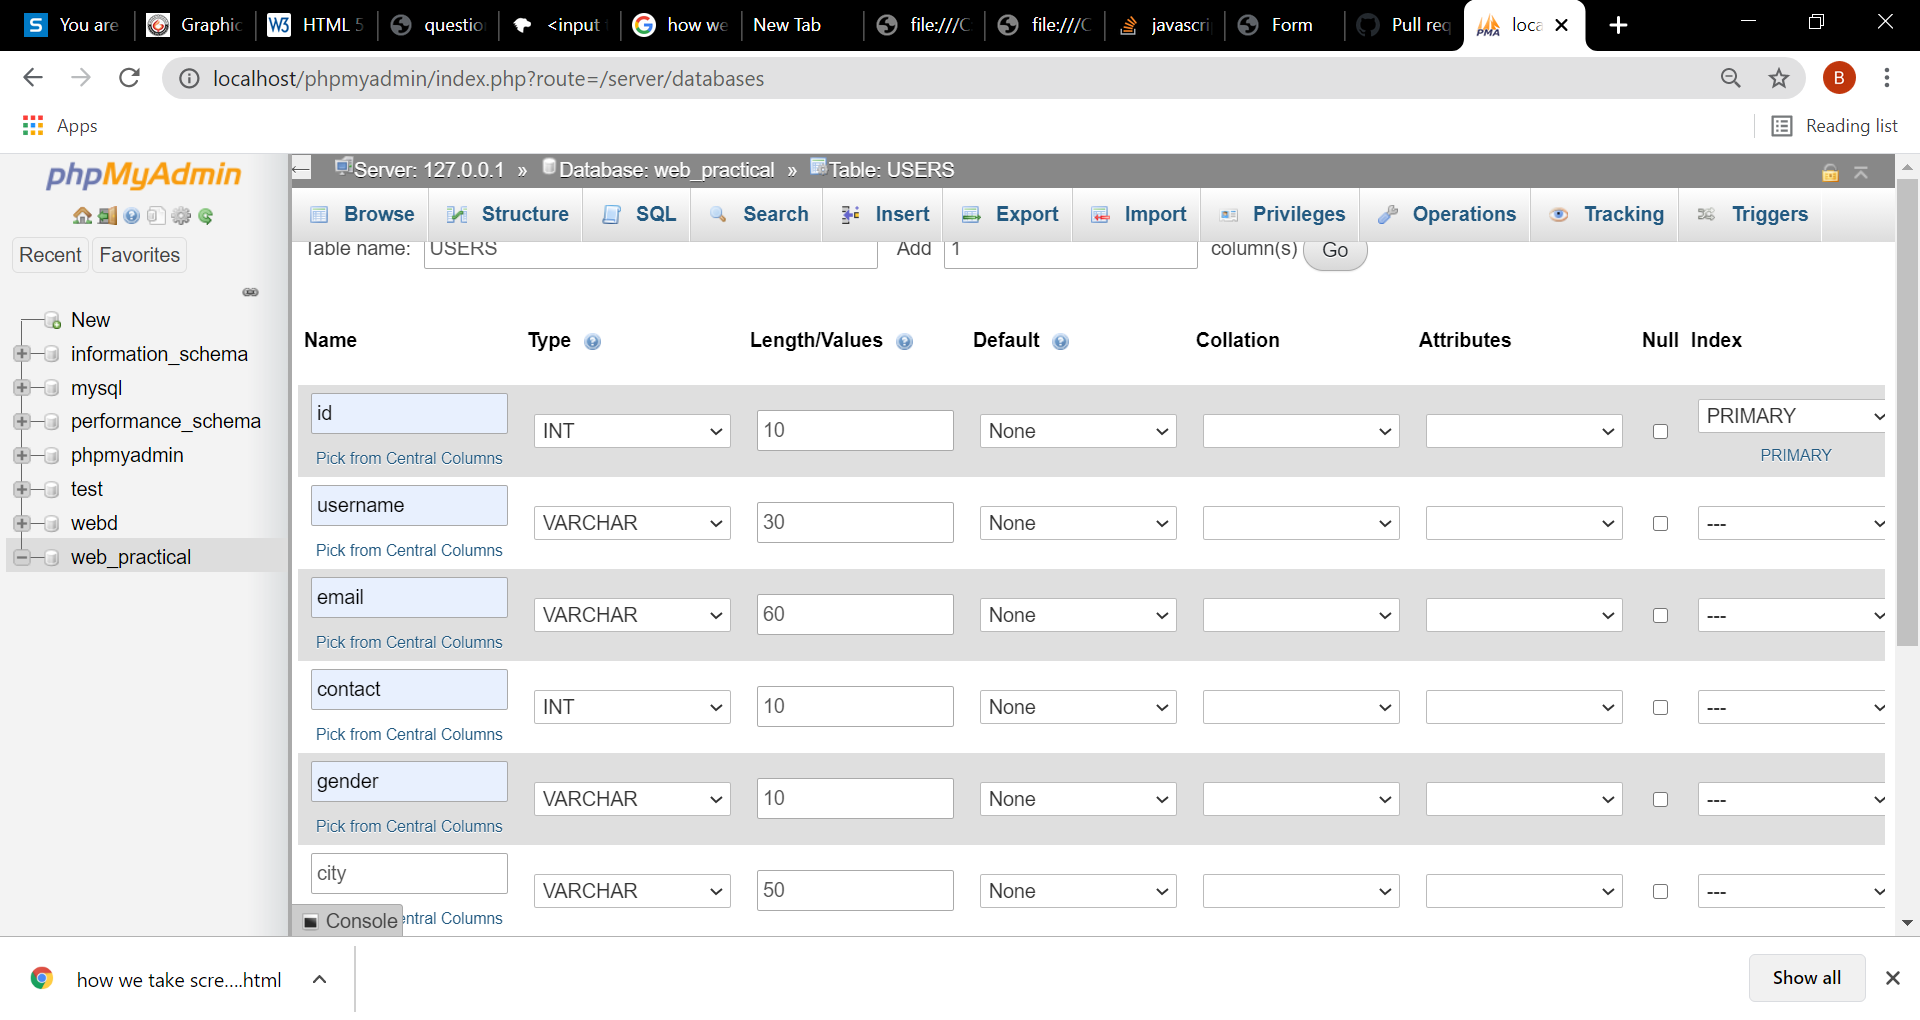 You are
Graphic
HTML 5
questio
<input
how we
New Tab
file:///C
file:///C
javascri
Form
Pull req
loca
localhost/phpmyadmin/index.php?route=/server/databases
B
Apps
Reading list
phpMyAdmin
Server: 127.0.0.1 » Database: web_practical » Table: USERS
Browse Structure SQL Search Insert Export Import Privileges Operations Tracking Triggers
Recent Favorites
Table name: USERS Add 1 column(s) Go
New
information_schema
mysql
performance_schema
phpmyadmin
test
webd
web_practical
Name Type Length/Values Default Collation Attributes Null Index
id INT 10 None PRIMARY
Pick from Central Columns PRIMARY
username VARCHAR 30 None ---
Pick from Central Columns
email VARCHAR 60 None ---
Pick from Central Columns
contact INT 10 None ---
Pick from Central Columns
gender VARCHAR 10 None ---
Pick from Central Columns
city VARCHAR 50 None ---
Console entral Columns
how we take scre....html
Show all